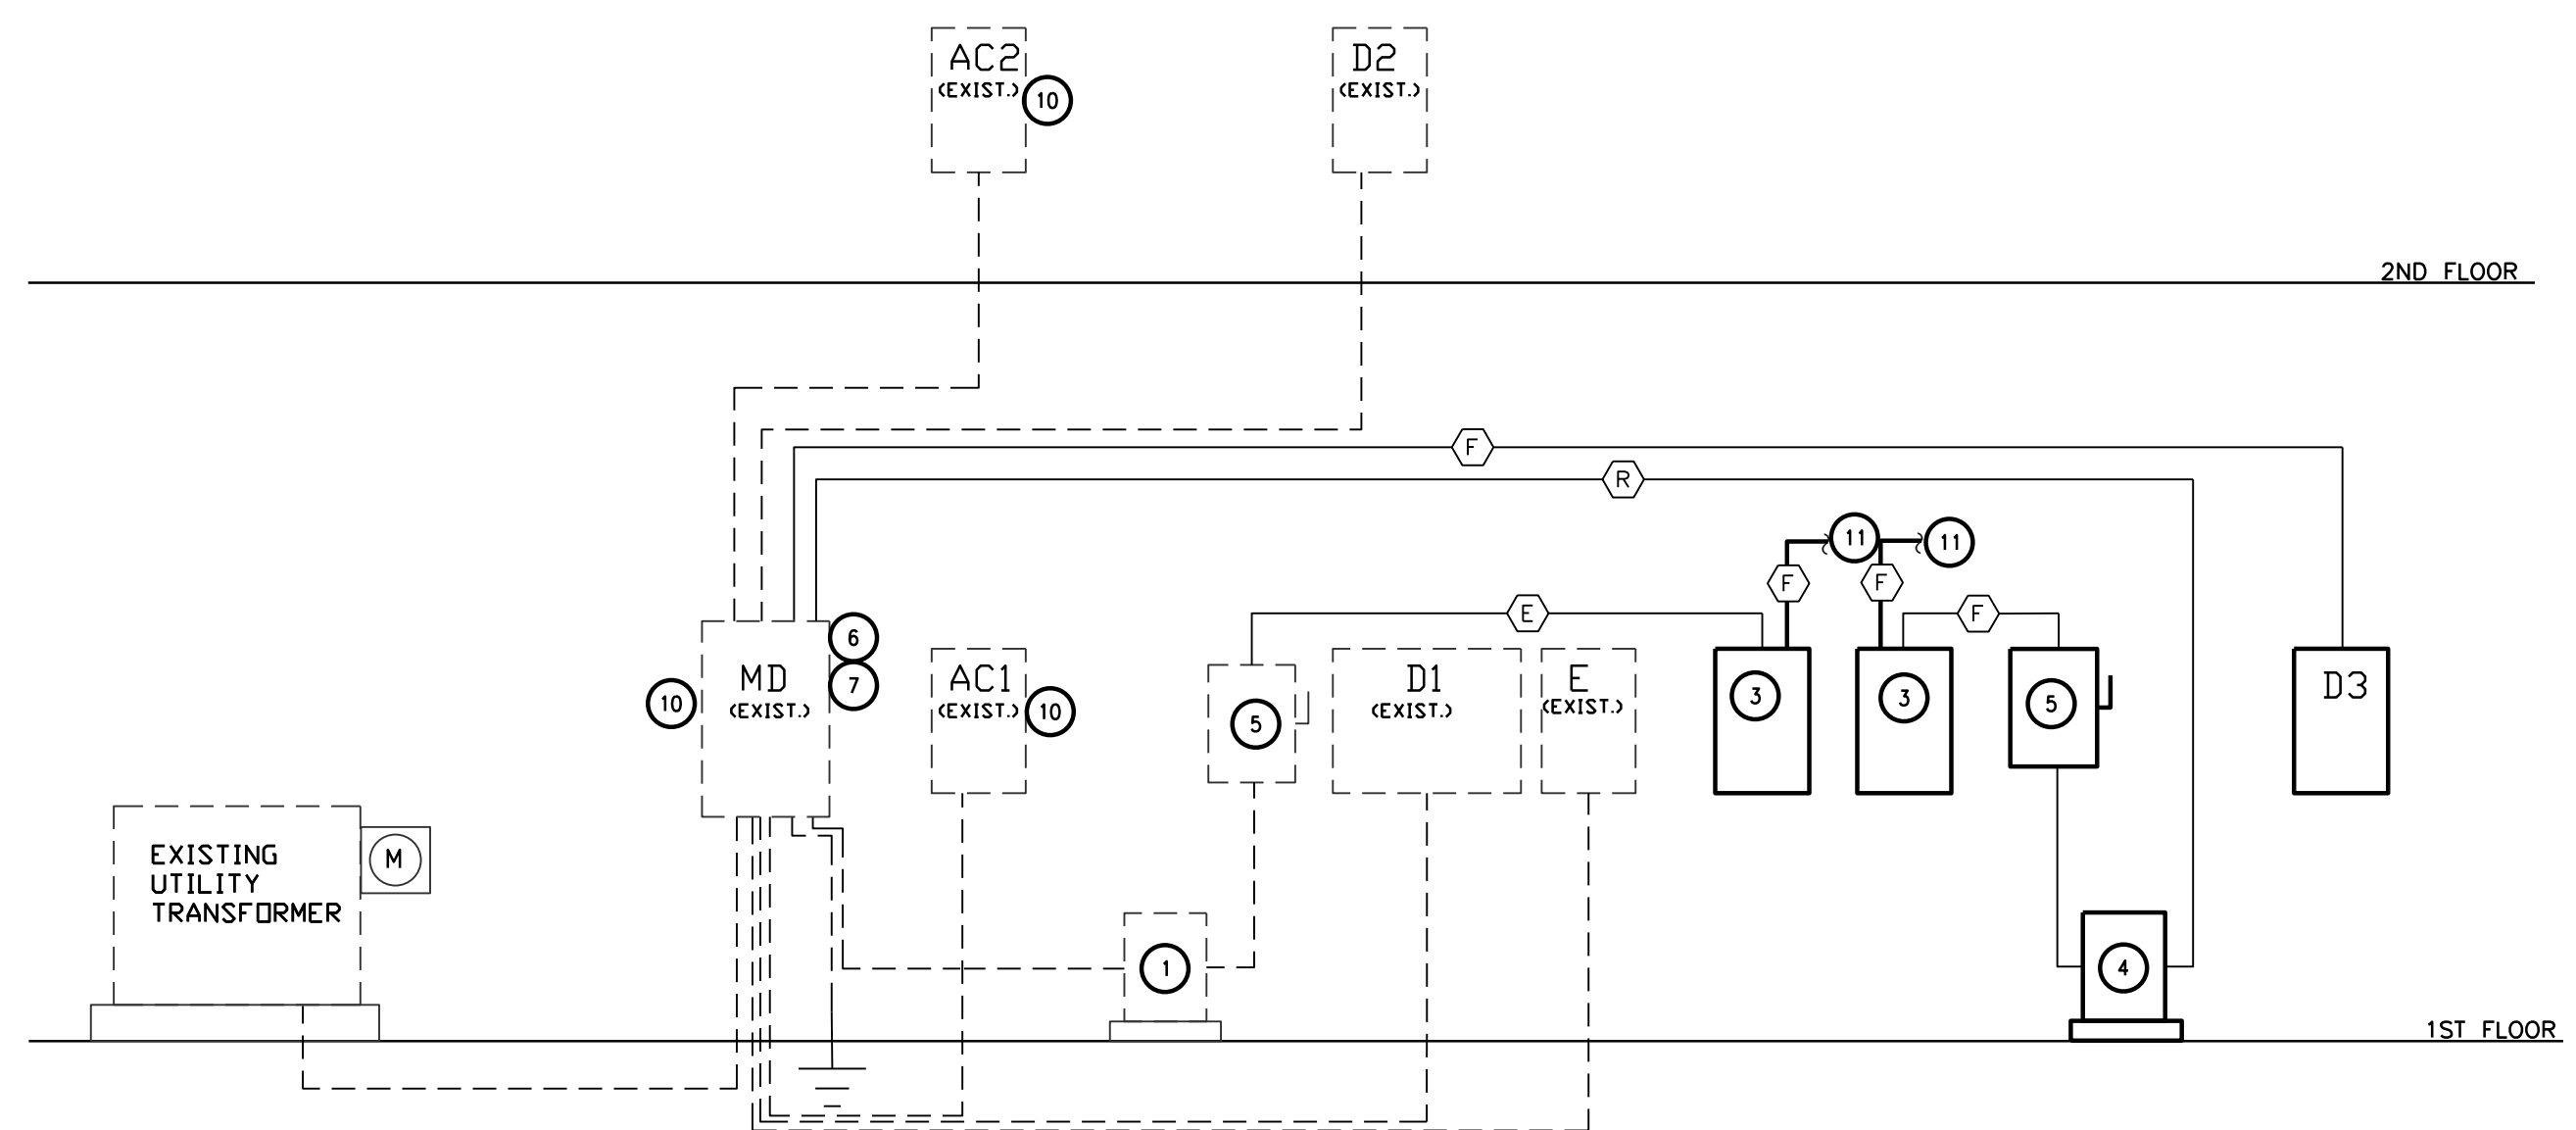 AC2
(EXIST.)
10
D2
(EXIST.)
2ND FLOOR
F
R
11
11
F
F
E
F
6
7
10
MD
(EXIST.)
AC1
(EXIST.)
10
5
D1
(EXIST.)
E
(EXIST.)
3
3
5
D3
EXISTING
UTILITY
TRANSFORMER
M
1
4
1ST FLOOR